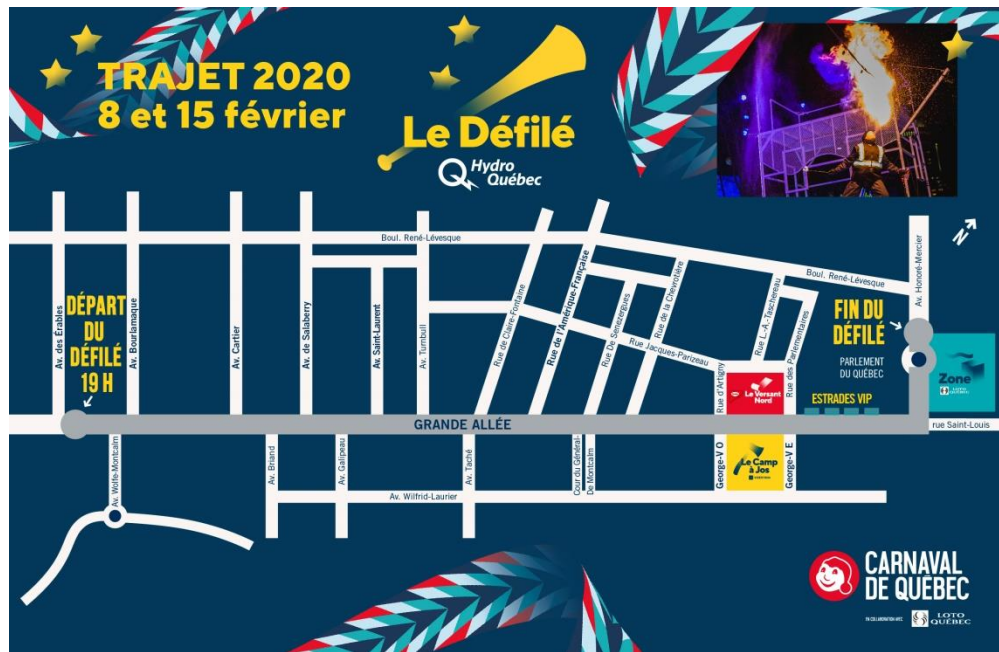 TRAJET 2020
8 et 15 février
Le Défilé
Hydro
Québec
N
Boul. René-Lévesque
Boul. René-Lévesque
Av. Honoré-Mercier
DÉPART
DU
DÉFILÉ
19 H
Av. des Érables
Av. Bourlamaque
Av. Cartier
Av. de Salaberry
Av. Saint-Laurent
Av. Turnbull
Rue de Claire-Fontaine
Rue de l'Amérique-Française
Rue De Senezergues
Rue de la Chevrotière
Rue Jacques-Parizeau
Rue L.-A.-Taschereau
Rue des Parlementaires
Rue d'Artigny
FIN DU
DÉFILÉ
PARLEMENT
DU QUÉBEC
Zone
LOTO
QUÉBEC
Le Versant
Nord
ESTRADES VIP
GRANDE ALLÉE
rue Saint-Louis
Av. Wolfe-Montcalm
Av. Briand
Av. Galipeau
Av. Taché
Cour du Général-
De Montcalm
George-V O
Le Camp
à Jos
George-V E
Av. Wilfrid-Laurier
CARNAVAL
DE QUÉBEC
EN COLLABORATION AVEC
LOTO
QUÉBEC